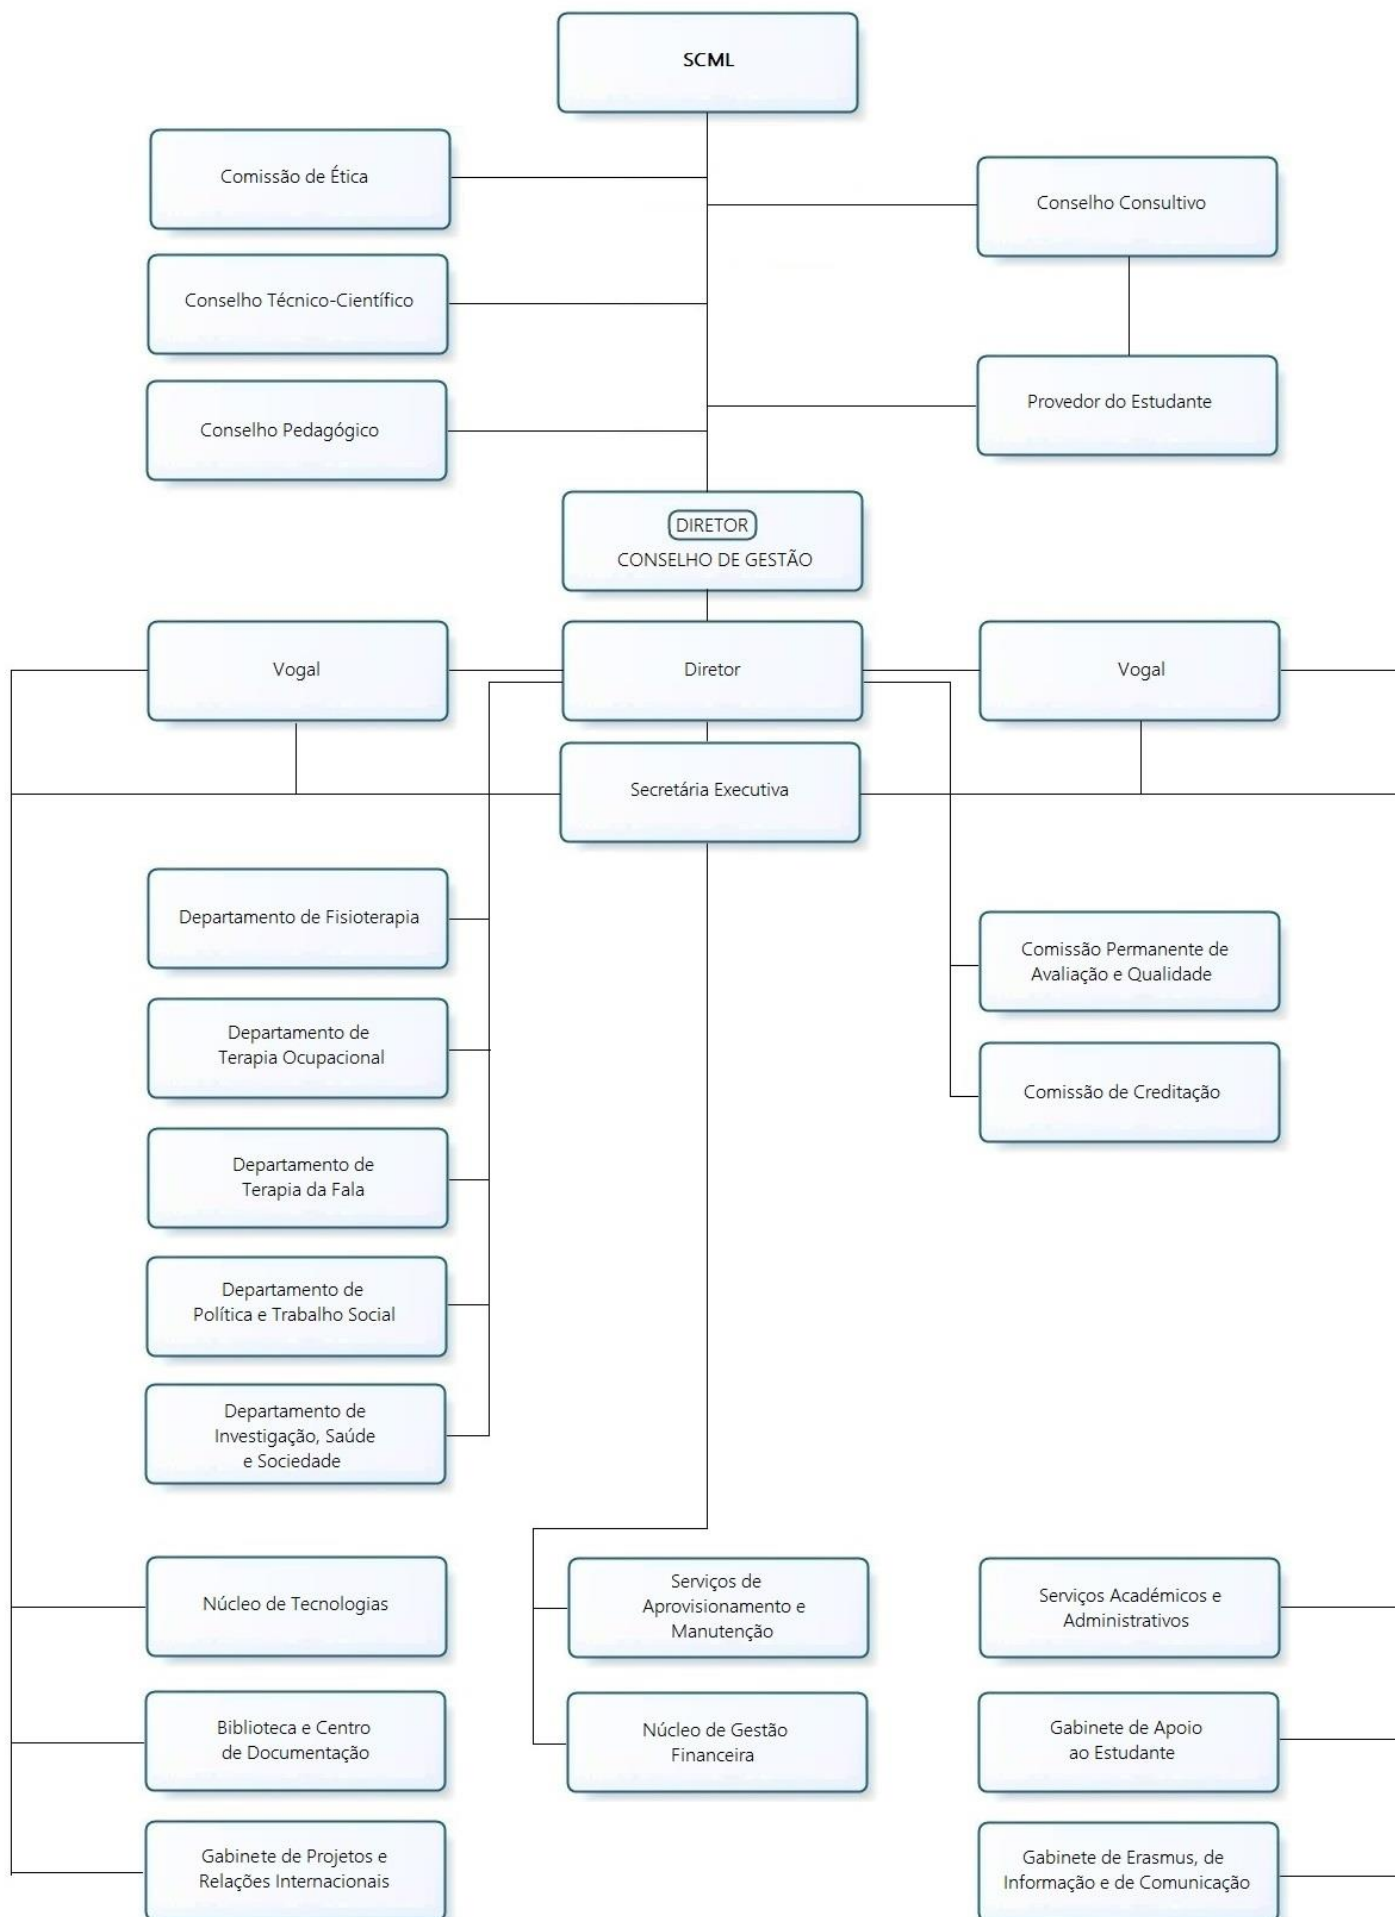 SCML
Comissão de Ética
Conselho Consultivo
Conselho Técnico-Científico
Provedor do Estudante
Conselho Pedagógico
DIRETOR
CONSELHO DE GESTÃO
Vogal
Diretor
Vogal
Secretária Executiva
Departamento de Fisioterapia
Departamento de
Terapia Ocupacional
Departamento de
Terapia da Fala
Departamento de
Política e Trabalho Social
Departamento de
Investigação, Saúde
e Sociedade
Comissão Permanente de
Avaliação e Qualidade
Comissão de Creditação
Núcleo de Tecnologias
Biblioteca e Centro
de Documentação
Gabinete de Projetos e
Relações Internacionais
Serviços de
Aprovisionamento e
Manutenção
Núcleo de Gestão
Financeira
Serviços Académicos e
Administrativos
Gabinete de Apoio
ao Estudante
Gabinete de Erasmus, de
Informação e de Comunicação